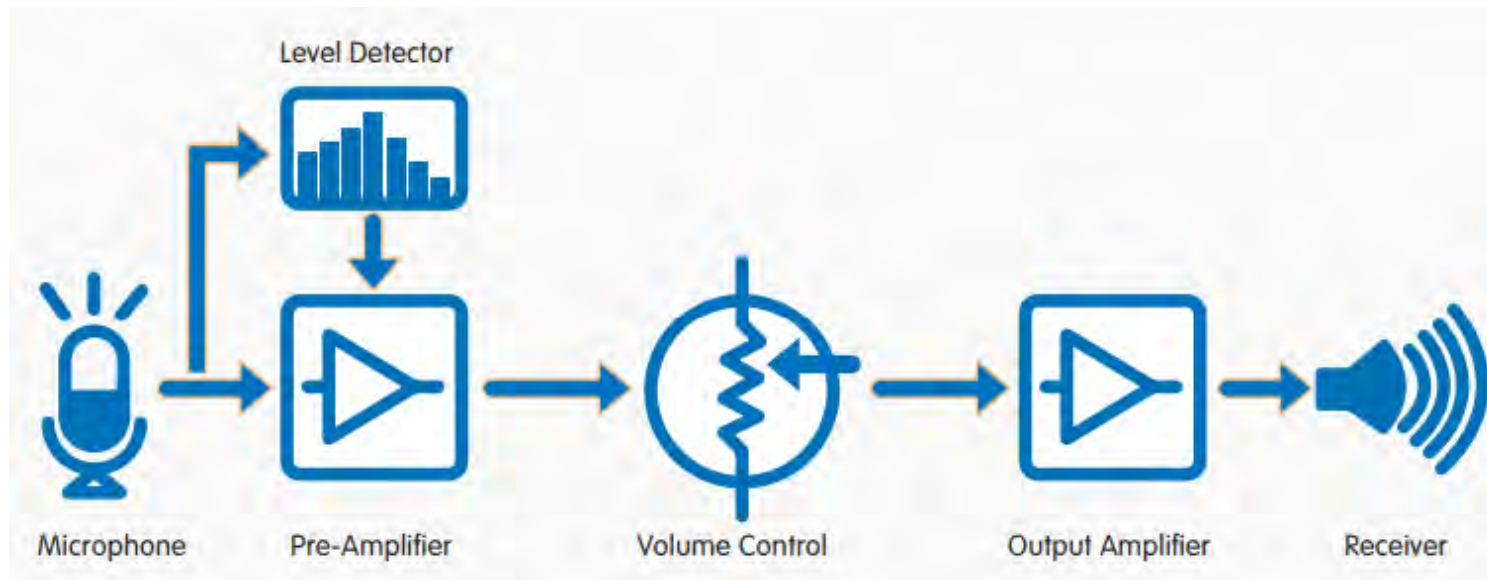 Level Detector
Microphone
Pre-Amplifier
Volume Control
Output Amplifier
Receiver